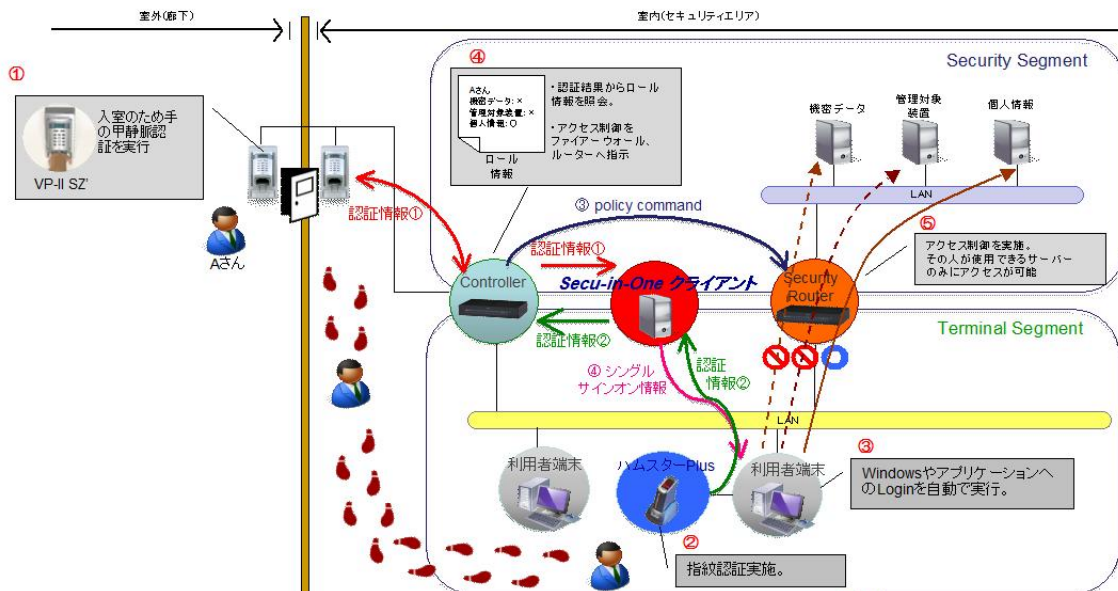 室外(廊下)
室内(セキュリティエリア)
①
入室のため手
の甲静脈認
証を実行
VP-II SZ'
Aさん
④
Aさん
機密データ: ×
管理対象装置: ×
個人情報: ○
ロール
情報
・認証結果からロール
情報を照会。
・アクセス制御を
ファイアーウォール、
ルーターへ指示
Security Segment
機密データ
管理対象
装置
個人情報
LAN
認証情報①
③ policy command
認証情報①
⑤
アクセス制御を実施。
その人が使用できるサーバー
のみにアクセスが可能
Controller
Secu-in-One クライアント
Security
Router
認証情報②
Terminal Segment
④ シングル
サインオン情報
認証
情報②
LAN
利用者端末
ハムスターPlus
利用者端末
③
Windowsやアプリケーションへ
のLoginを自動で実行。
②
指紋認証実施。